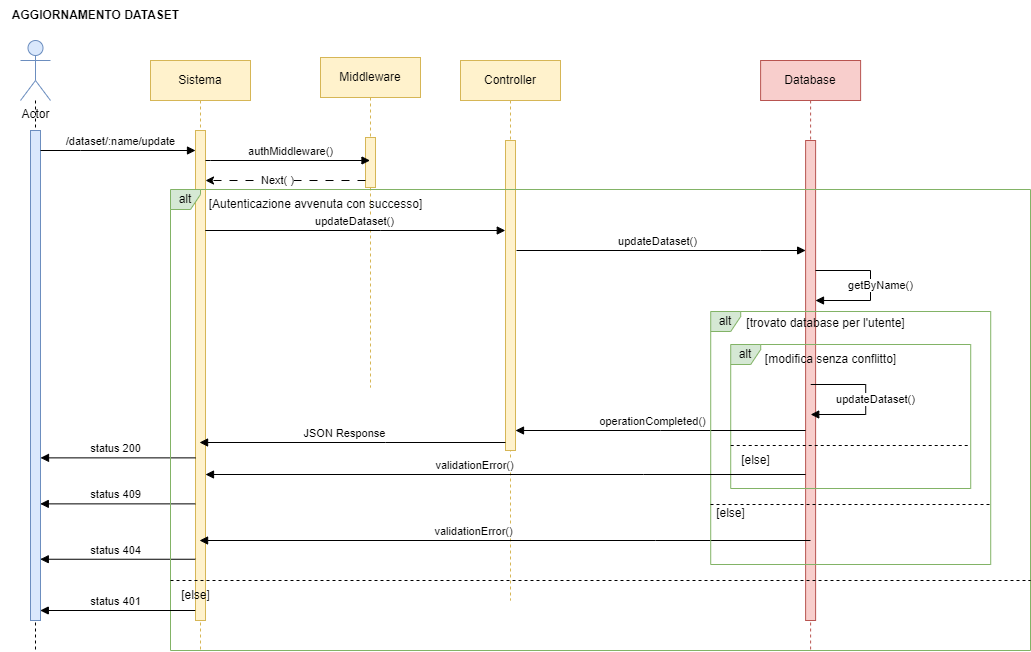 AGGIORNAMENTO DATASET
Actor
Sistema
Middleware
Controller
Database
/dataset/:name/update
authMiddleware()
Next( )
alt
[Autenticazione avvenuta con successo]
updateDataset()
updateDataset()
getByName()
alt
[trovato database per l'utente]
alt
[modifica senza conflitto]
updateDataset()
operationCompleted()
JSON Response
status 200
[else]
validationError()
status 409
[else]
validationError()
status 404
[else]
status 401